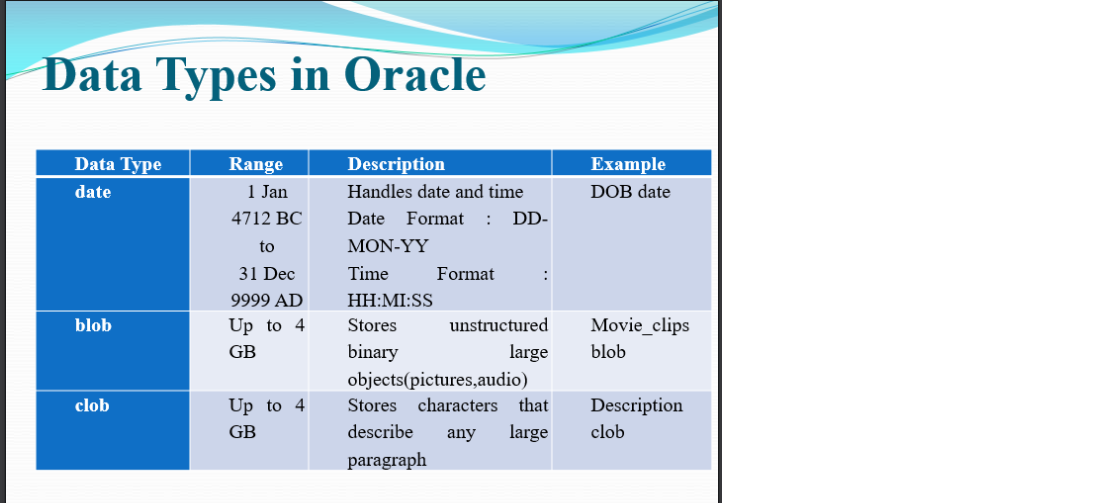 Data Types in Oracle
Data Type Range Description Example
date 1 Jan Handles date and time DOB date
4712 BC Date Format : DD-
to MON-YY
31 Dec Time Format :
9999 AD HH:MI:SS
blob Up to 4 Stores unstructured Movie_clips
GB binary large blob
objects(pictures,audio)
clob Up to 4 Stores characters that Description
GB describe any large clob
paragraph